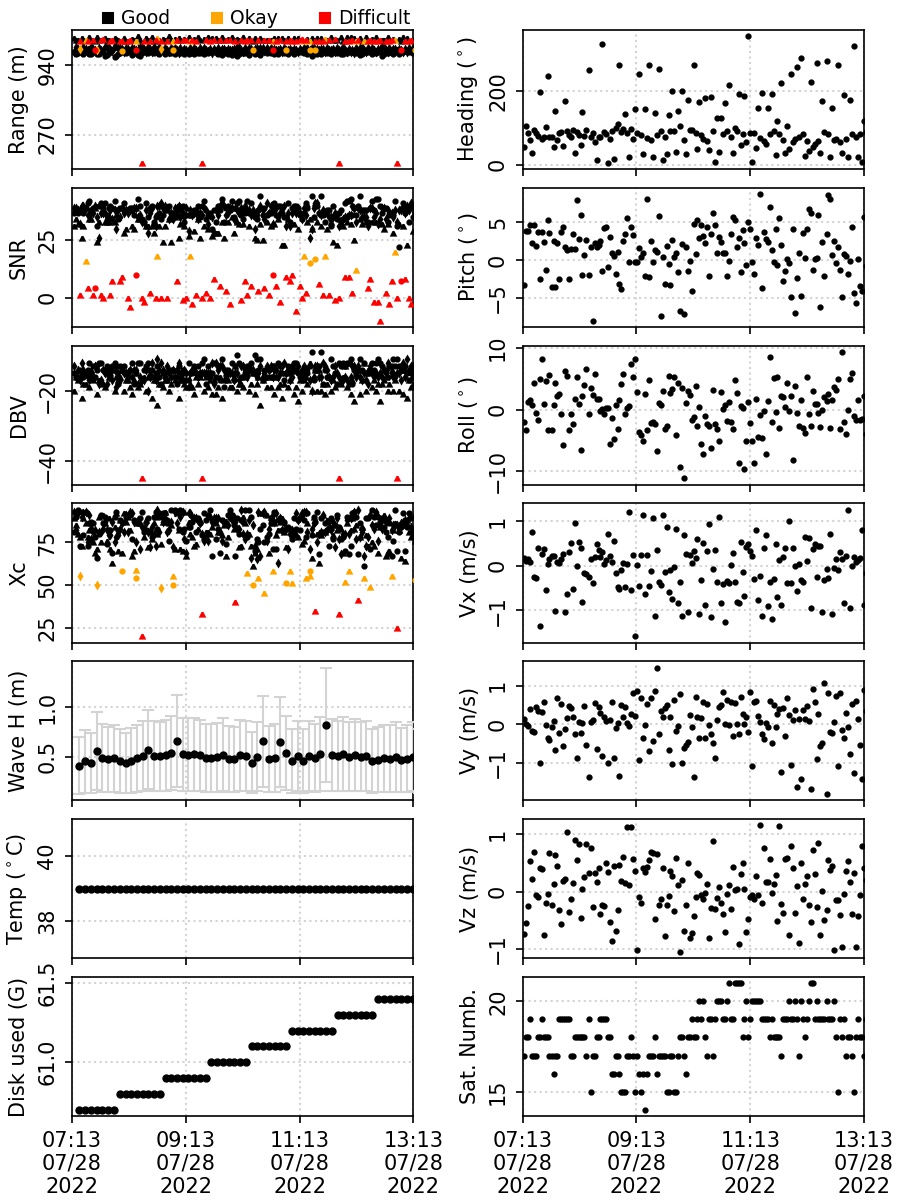 Good Okay Difficult
Range (m)
940
270
Heading (°)
200
0
SNR
25
0
Pitch (°)
5
0
−5
DBV
−20
−40
Roll (°)
10
0
−10
Xc
75
50
25
Vx (m/s)
1
0
−1
Wave H (m)
1.0
0.5
Vy (m/s)
1
0
−1
Temp (°C)
40
38
Vz (m/s)
1
0
−1
Disk used (G)
61.5
61.0
Sat. Numb.
20
15
07:13 09:13 11:13 13:13 07:13 09:13 11:13 13:13
07/28 07/28 07/28 07/28 07/28 07/28 07/28 07/28
2022 2022 2022 2022 2022 2022 2022 2022